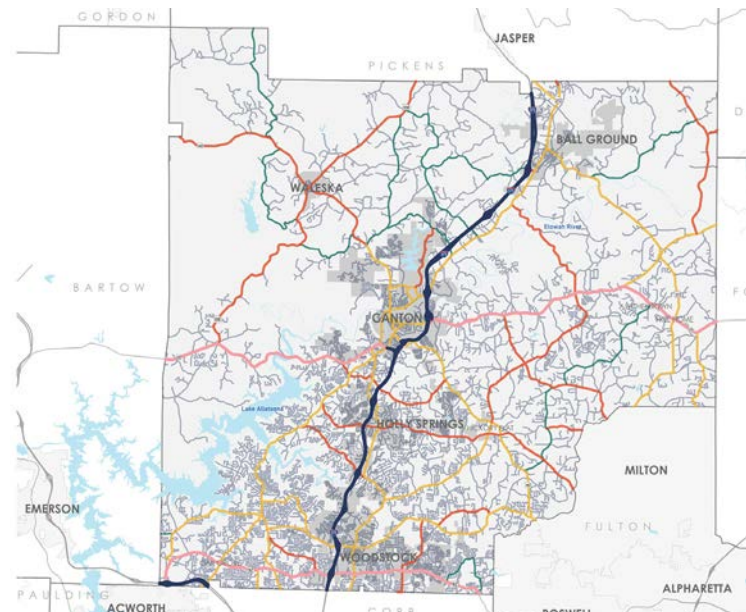 GORDON
JASPER
PICKENS
BALL GROUND
WALESKA
Etowah River
BARTOW
CANTON
Lake Allatoona
HOLLY SPRINGS
MILTON
EMERSON
FULTON
WOODSTOCK
PAULDING
ACWORTH
COBB
ALPHARETTA
ROSWELL